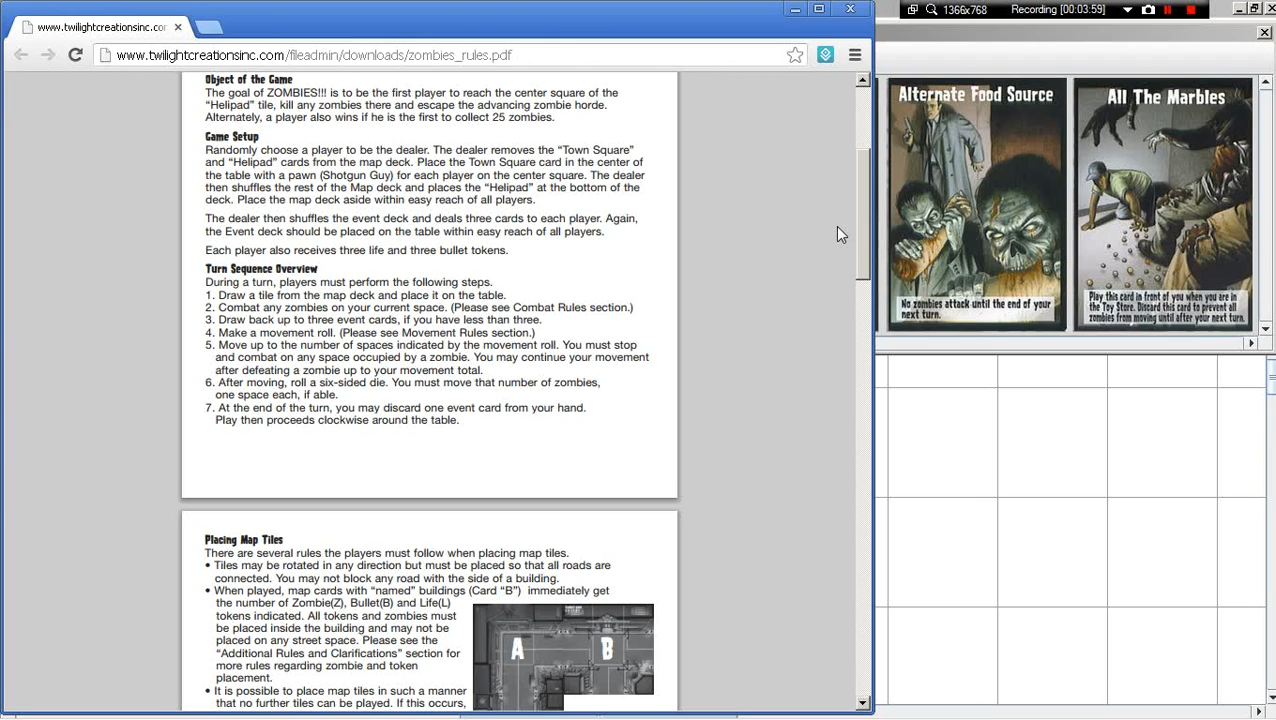 www.twilightcreationsinc.cor
1366x768
Recording [00:03:59]
www.twilightcreationsinc.com/fileadmin/downloads/zombies_rules.pdf
Object of the Game
The goal of ZOMBIES!!! is to be the first player to reach the center square of the
"Helipad" tile, kill any zombies there and escape the advancing zombie horde.
Alternately, a player also wins if he is the first to collect 25 zombies.
Game Setup
Randomly choose a player to be the dealer. The dealer removes the "Town Square"
and "Helipad" cards from the map deck. Place the Town Square card in the center of
the table with a pawn (Shotgun Guy) for each player on the center square. The dealer
then shuffles the rest of the Map deck and places the "Helipad" at the bottom of the
deck. Place the map deck aside within easy reach of all players.
The dealer then shuffles the event deck and deals three cards to each player. Again,
the Event deck should be placed on the table within easy reach of all players.
Each player also receives three life and three bullet tokens.
Turn Sequence Overview
During a turn, players must perform the following steps.
1. Draw a tile from the map deck and place it on the table.
2. Combat any zombies on your current space. (Please see Combat Rules section.)
3. Draw back up to three event cards, if you have less than three.
4. Make a movement roll. (Please see Movement Rules section.)
5. Move up to the number of spaces indicated by the movement roll. You must stop
and combat on any space occupied by a zombie. You may continue your movement
after defeating a zombie up to your movement total.
6. After moving, roll a six-sided die. You must move that number of zombies,
one space each, if able.
7. At the end of the turn, you may discard one event card from your hand.
Play then proceeds clockwise around the table.
Placing Map Tiles
There are several rules the players must follow when placing map tiles.
• Tiles may be rotated in any direction but must be placed so that all roads are
connected. You may not block any road with the side of a building.
• When played, map cards with "named" buildings (Card "B") immediately get
the number of Zombie(Z), Bullet(B) and Life(L)
tokens indicated. All tokens and zombies must
be placed inside the building and may not be
placed on any street space. Please see the
"Additional Rules and Clarifications" section for
more rules regarding zombie and token
placement.
• It is possible to place map tiles in such a manner
that no further tiles can be played. If this occurs,
A
B
Alternate Food Source
No zombies attack until the end of your
next turn.
All The Marbles
Play this card in front of you when you are in
the Toy Store. Discard this card to prevent all
zombies from moving until after your next turn.